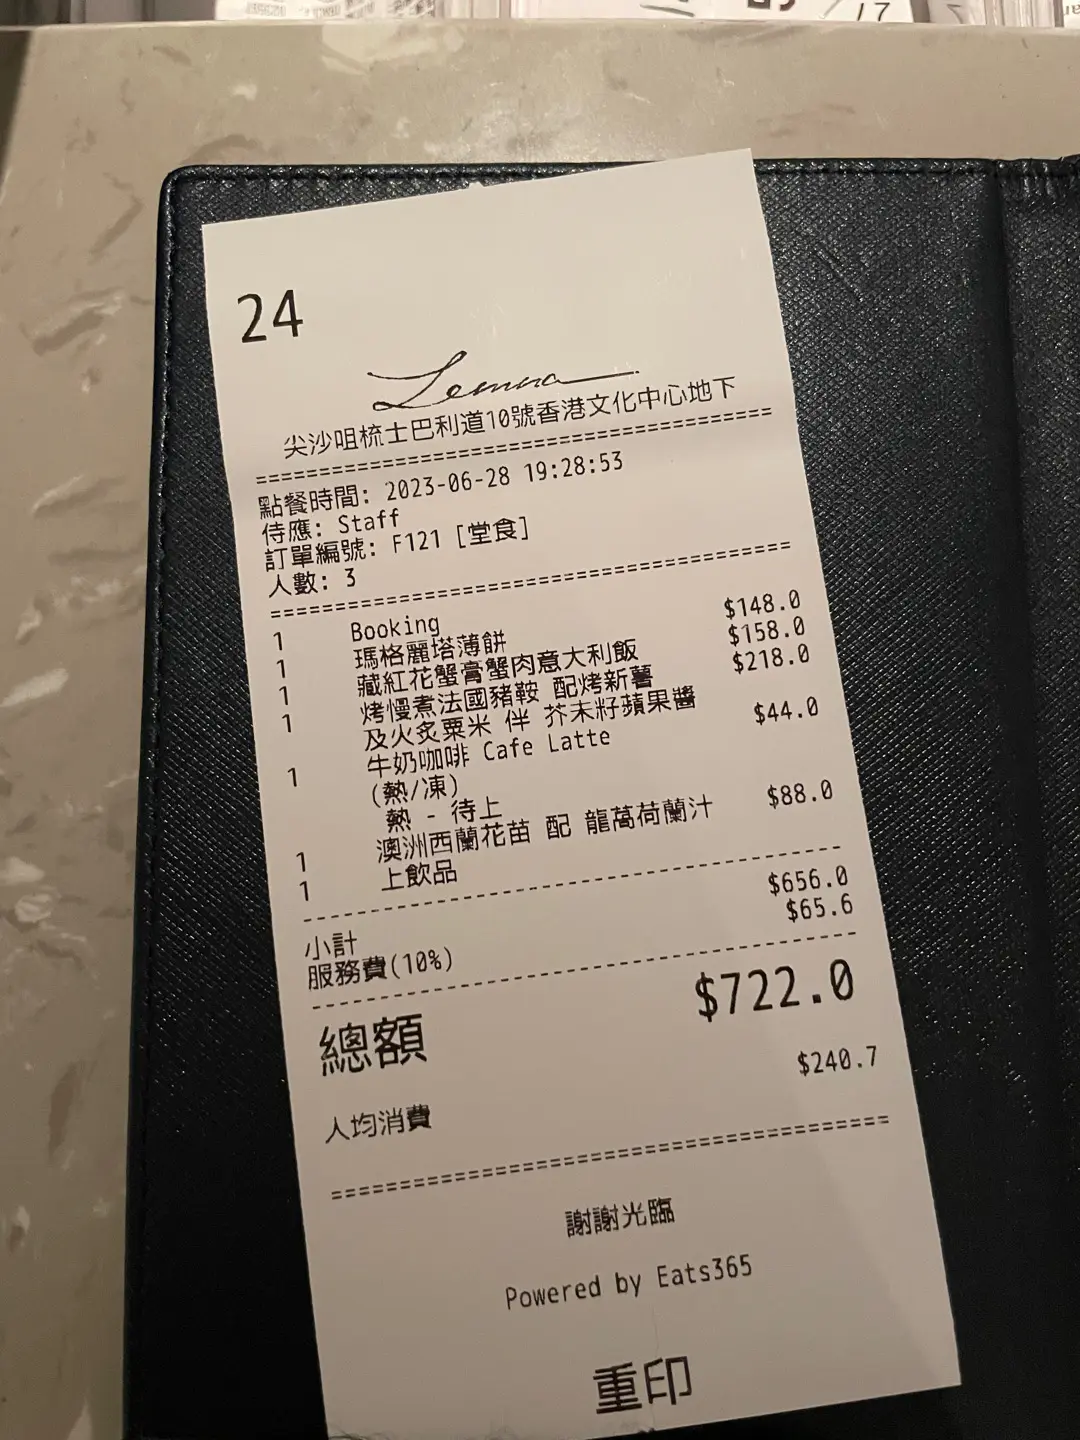 24
Lemna
尖沙咀梳士巴利道10號香港文化中心地下
點餐時間: 2023-06-28 19:28:53
侍應: Staff
訂單編號: F121 [堂食]
人數: 3
1 Booking
1 瑪格麗塔薄餅 $148.0
1 藏紅花蟹膏蟹肉意大利飯 $158.0
1 烤慢煮法國豬鞍 配烤新薯 $218.0
及火炙粟米 伴 芥末籽蘋果醬
1 牛奶咖啡 Cafe Latte $44.0
(熱/凍)
熱 - 待上
1 澳洲西蘭花苗 配 龍萵荷蘭汁 $88.0
1 上飲品
小計 $656.0
服務費(10%) $65.6
總額 $722.0
人均消費 $240.7
謝謝光臨
Powered by Eats365
重印
17